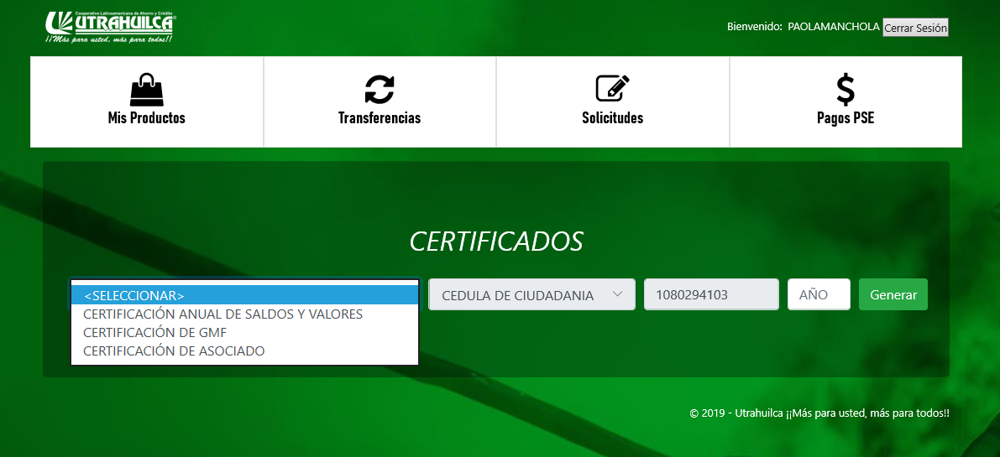 Cooperativa Latinoamericana de Ahorro y Crédito
UTRAHUILCA
¡¡Más para usted, más para todos!!
Bienvenido: PAOLAMANCHOLA Cerrar Sesión
Mis Productos
Transferencias
Solicitudes
Pagos PSE
CERTIFICADOS
<SELECCIONAR>
CERTIFICACIÓN ANUAL DE SALDOS Y VALORES
CERTIFICACIÓN DE GMF
CERTIFICACIÓN DE ASOCIADO
CEDULA DE CIUDADANIA
1080294103
AÑO
Generar
© 2019 - Utrahuilca ¡¡Más para usted, más para todos!!